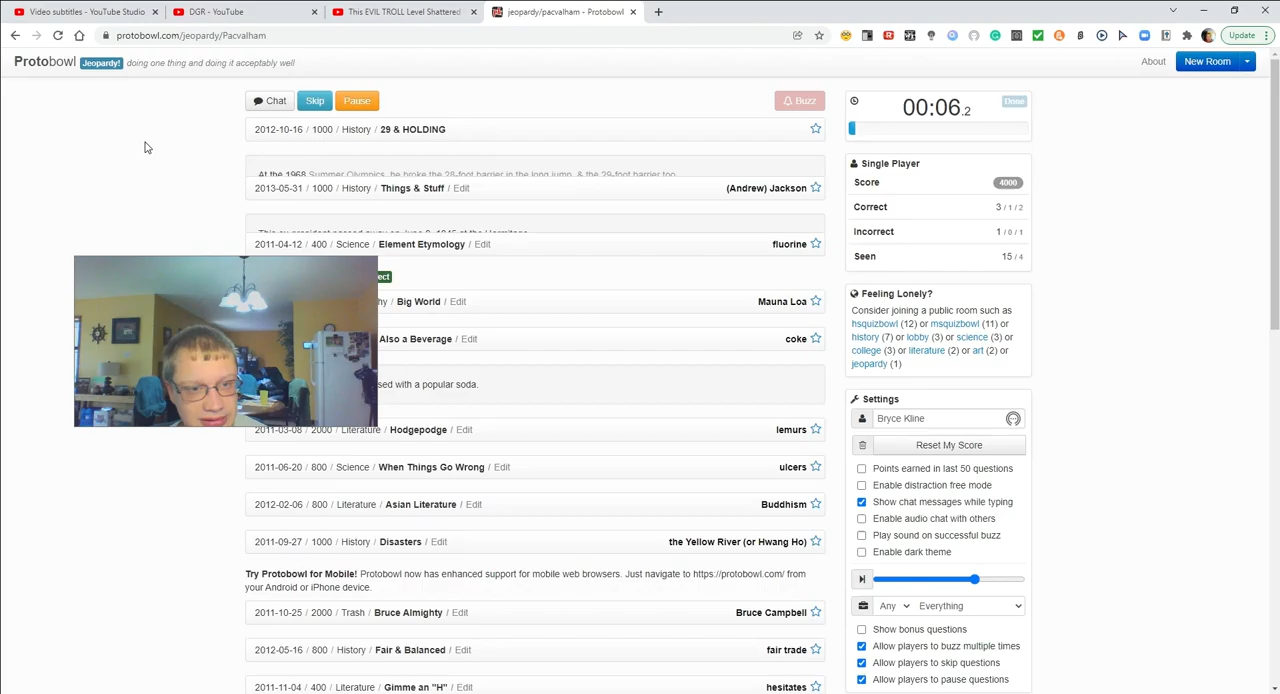 Video subtitles - YouTube Studio
DGR - YouTube
This EVIL TROLL Level Shattered
jeopardy/pacvalham - Protobowl
protobowl.com/jeopardy/Pacvalham
Update
Protobowl Jeopardy! doing one thing and doing it acceptably well
About
New Room
Chat
Skip
Pause
Buzz
2012-10-16 / 1000 / History / 29 & HOLDING
At the 1968 Summer Olympics, he broke the 28-foot barrier in the long jump, & the 29-foot barrier too
2013-05-31 / 1000 / History / Things & Stuff / Edit
(Andrew) Jackson
This ex-president passed away on June 8, 1845 at the Hermitage
2011-04-12 / 400 / Science / Element Etymology / Edit
fluorine
ect
hy / Big World / Edit
Mauna Loa
Also a Beverage / Edit
coke
sed with a popular soda.
2011-03-08 / 2000 / Literature / Hodgepodge / Edit
lemurs
2011-06-20 / 800 / Science / When Things Go Wrong / Edit
ulcers
2012-02-06 / 800 / Literature / Asian Literature / Edit
Buddhism
2011-09-27 / 1000 / History / Disasters / Edit
the Yellow River (or Hwang Ho)
Try Protobowl for Mobile! Protobowl now has enhanced support for mobile web browsers. Just navigate to https://protobowl.com/ from
your Android or iPhone device.
2011-10-25 / 2000 / Trash / Bruce Almighty / Edit
Bruce Campbell
2012-05-16 / 800 / History / Fair & Balanced / Edit
fair trade
2011-11-04 / 400 / Literature / Gimme an "H" / Edit
hesitates
00:06.2
Done
Single Player
Score 4000
Correct 3 / 1 / 2
Incorrect 1 / 0 / 1
Seen 15 / 4
Feeling Lonely?
Consider joining a public room such as
hsquizbowl (12) or msquizbowl (11) or
history (7) or lobby (3) or science (3) or
college (3) or literature (2) or art (2) or
jeopardy (1)
Settings
Bryce Kline
Reset My Score
Points earned in last 50 questions
Enable distraction free mode
Show chat messages while typing
Enable audio chat with others
Play sound on successful buzz
Enable dark theme
Any
Everything
Show bonus questions
Allow players to buzz multiple times
Allow players to skip questions
Allow players to pause questions